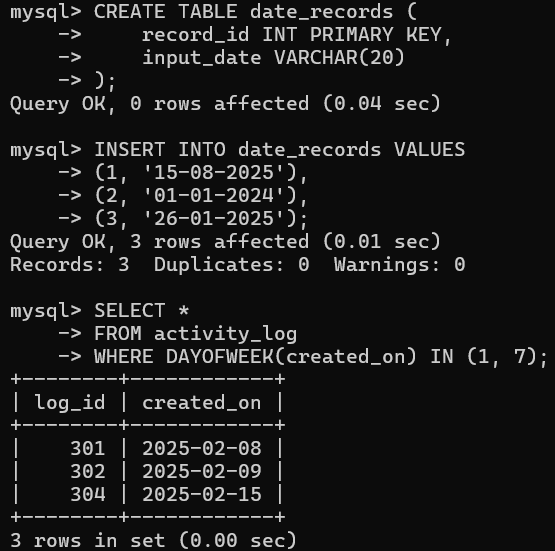 mysql> CREATE TABLE date_records (
    ->     record_id INT PRIMARY KEY,
    ->     input_date VARCHAR(20)
    -> );
Query OK, 0 rows affected (0.04 sec)

mysql> INSERT INTO date_records VALUES
    -> (1, '15-08-2025'),
    -> (2, '01-01-2024'),
    -> (3, '26-01-2025');
Query OK, 3 rows affected (0.01 sec)
Records: 3  Duplicates: 0  Warnings: 0

mysql> SELECT *
    -> FROM activity_log
    -> WHERE DAYOFWEEK(created_on) IN (1, 7);
+--------+------------+
| log_id | created_on |
+--------+------------+
|    301 | 2025-02-08 |
|    302 | 2025-02-09 |
|    304 | 2025-02-15 |
+--------+------------+
3 rows in set (0.00 sec)